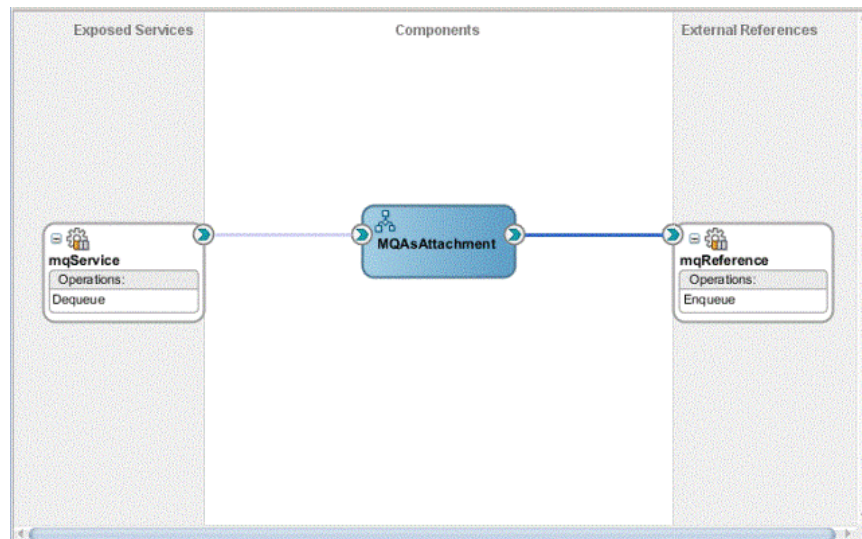 Exposed Services
Components
External References
MQAsAttachment
mqService
Operations:
Dequeue
mqReference
Operations:
Enqueue